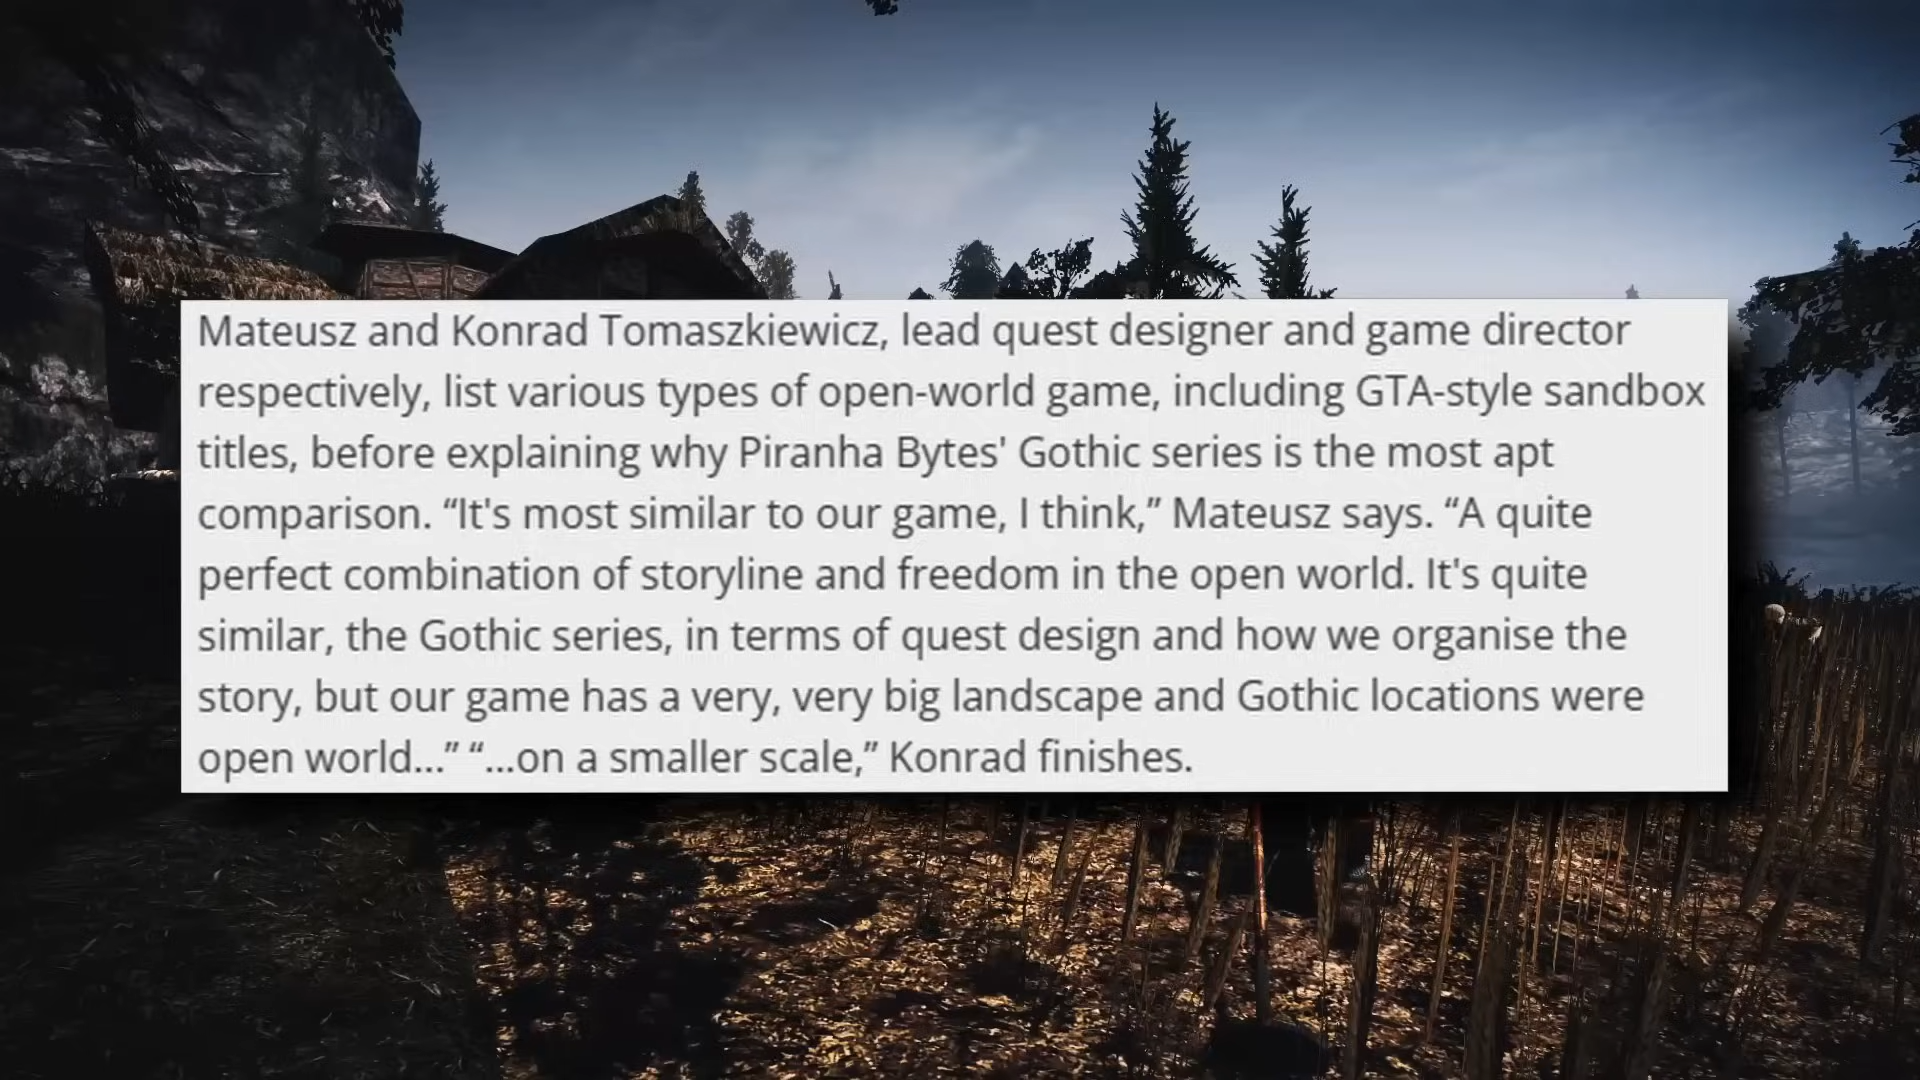 Mateusz and Konrad Tomaszkiewicz, lead quest designer and game director
respectively, list various types of open-world game, including GTA-style sandbox
titles, before explaining why Piranha Bytes' Gothic series is the most apt
comparison. “It's most similar to our game, I think,” Mateusz says. “A quite
perfect combination of storyline and freedom in the open world. It's quite
similar, the Gothic series, in terms of quest design and how we organise the
story, but our game has a very, very big landscape and Gothic locations were
open world...” “...on a smaller scale,” Konrad finishes.